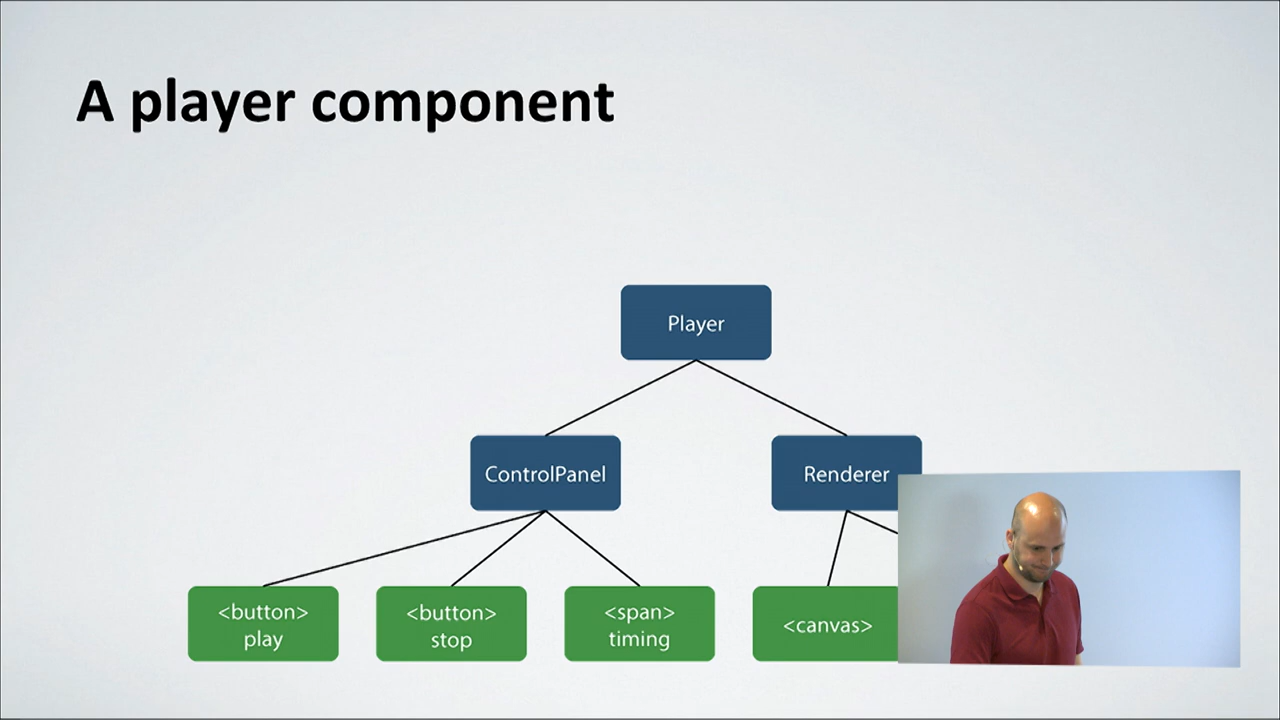 A player component
Player
ControlPanel
Renderer
<button>
play
<button>
stop
<span>
timing
<canvas>